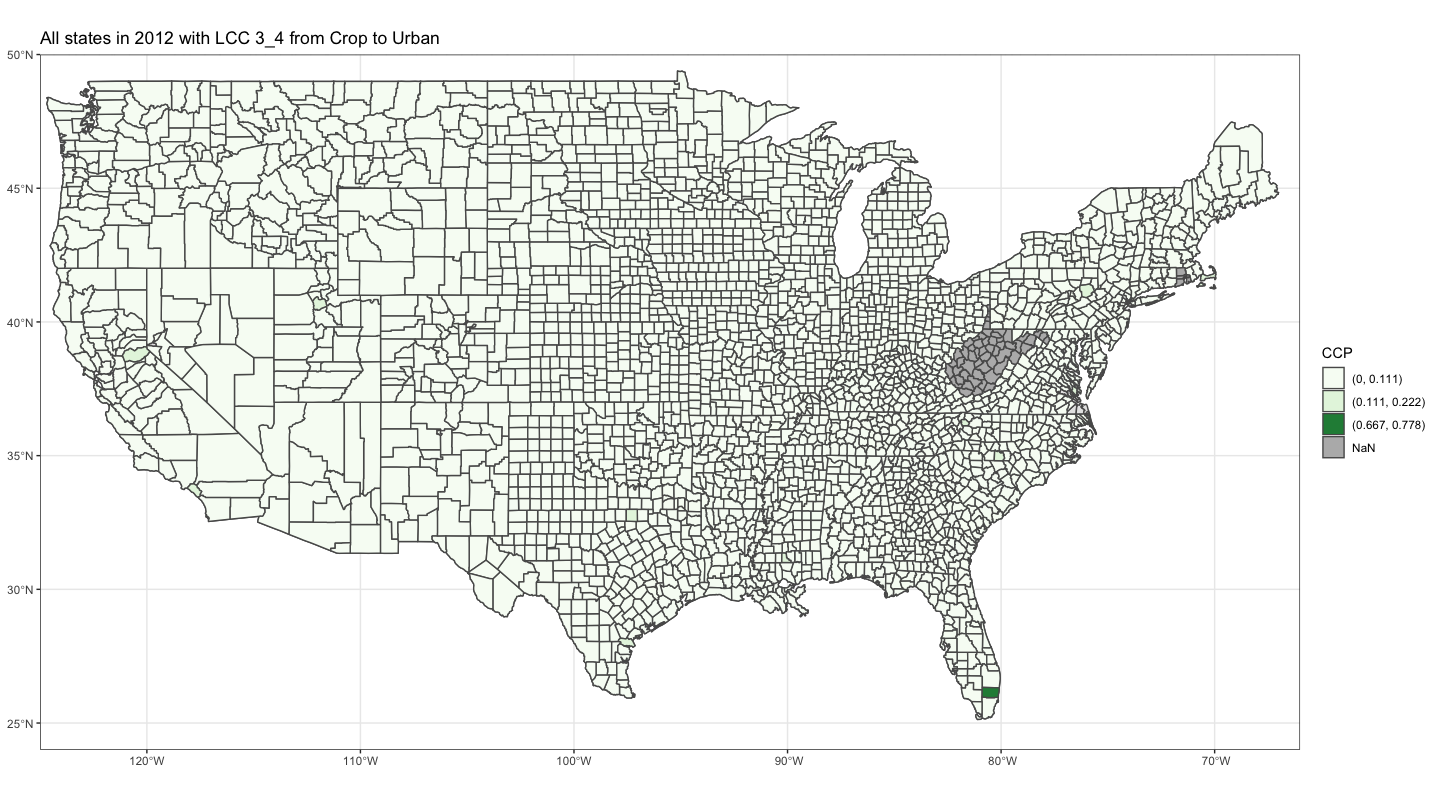 All states in 2012 with LCC 3_4 from Crop to Urban
50°N
45°N
40°N
35°N
30°N
25°N
120°W
110°W
100°W
90°W
80°W
70°W
CCP
(0, 0.111)
(0.111, 0.222)
(0.667, 0.778)
NaN